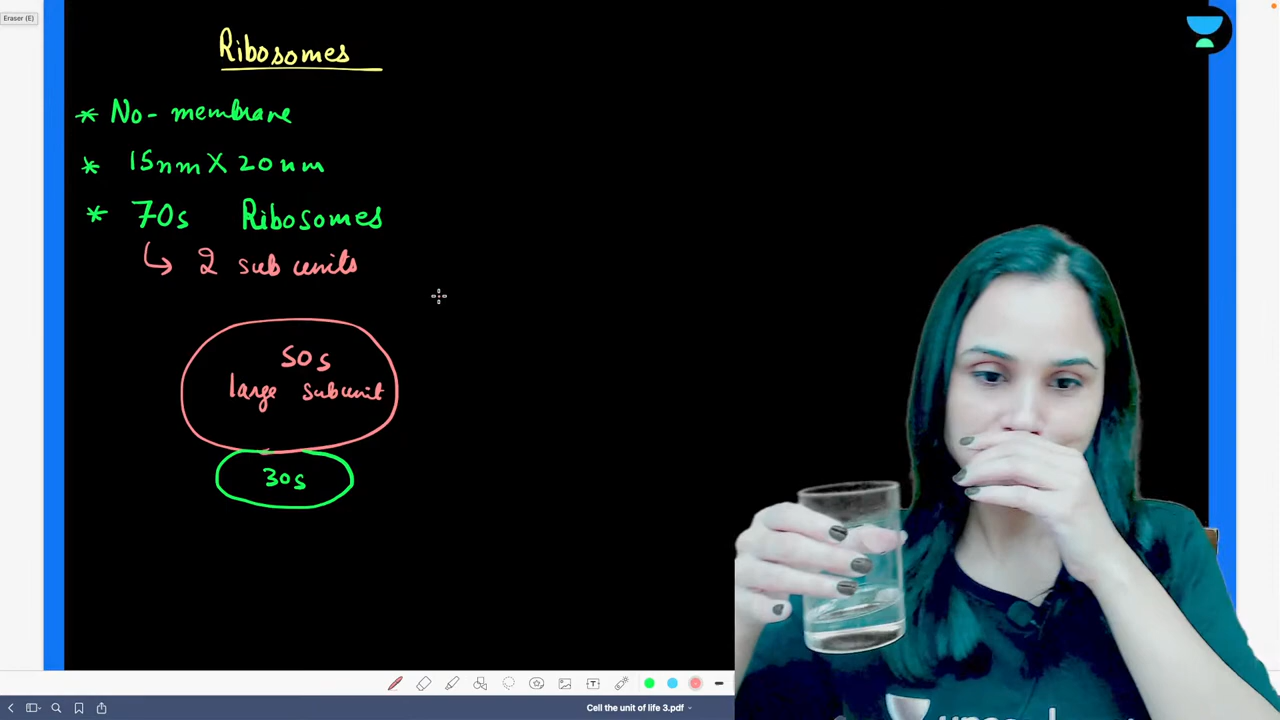 Eraser (E)
Ribosomes
* No-membrane
* 15nm X 20nm
* 70s Ribosomes
↳ 2 sub units
50s
large subunit
30s
Cell the unit of life 3.pdf